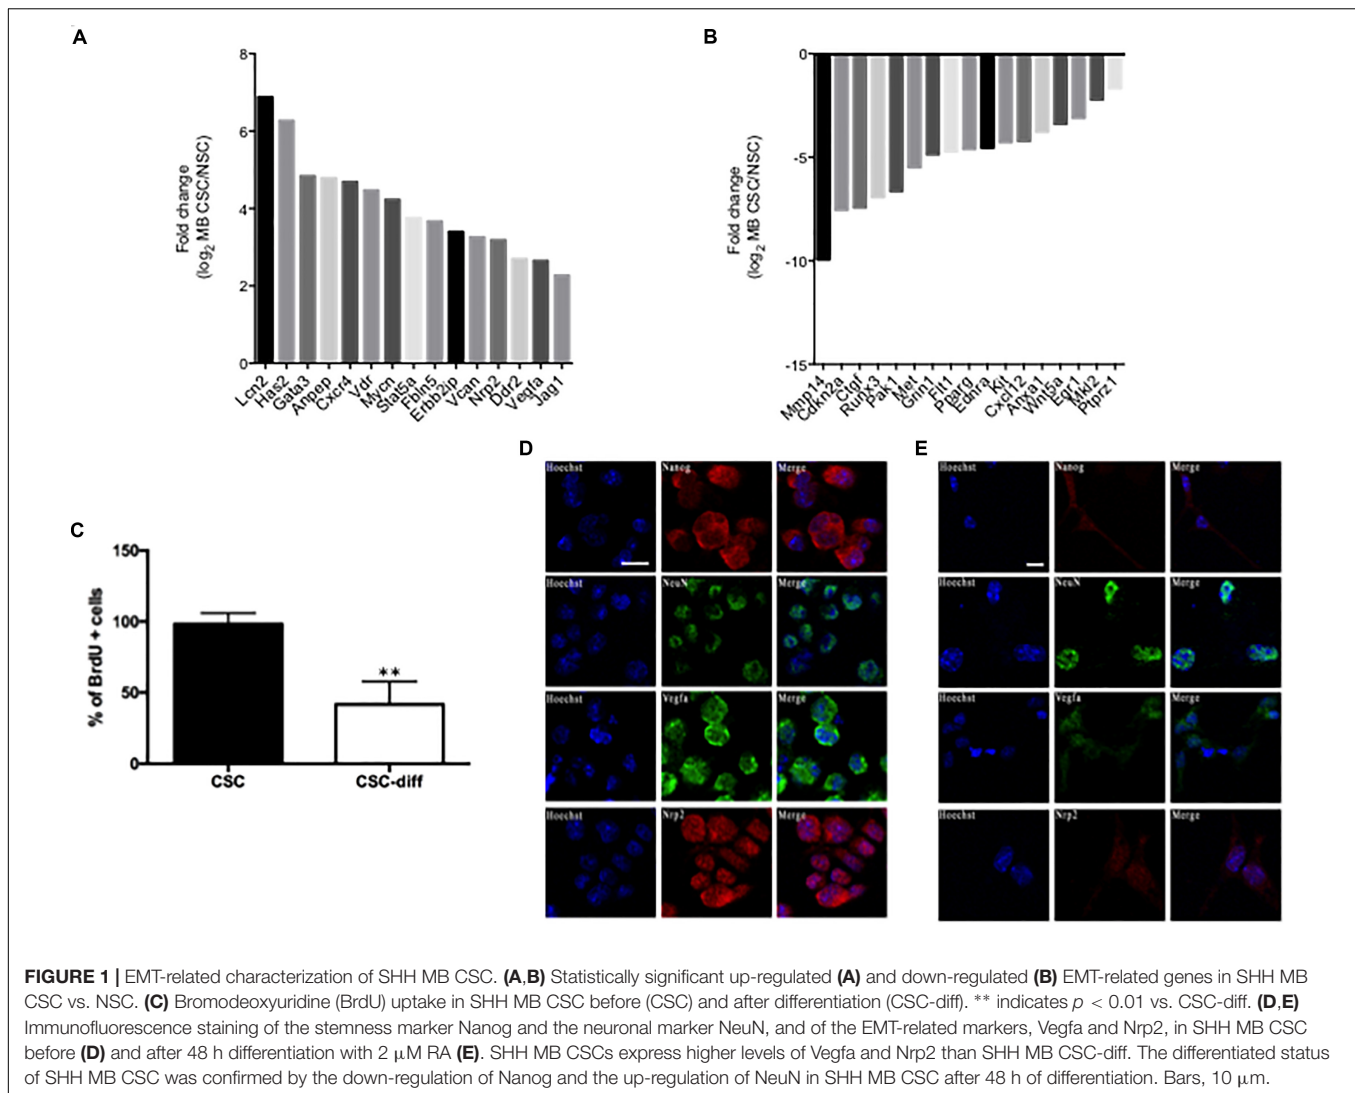 A
8
6
4
2
0
Fold change
(log2 MB CSC/NSC)
Lcn2
Has2
Gata3
Anpep
Cxcr4
Vdr
Mycn
Stat5a
Fbln5
Erbb2ip
Vcan
Nrp2
Ddr2
Vegfa
Jag1
B
0
-5
-10
-15
Fold change
(log2 MB CSC/NSC)
Mmp14
Cdkn2a
Ctgf
Runx3
Pak1
Met
Grin1
Flt1
Pparg
Ednra
Kit
Cxcl12
Anxa1
Wnt5a
Egr1
Mkl2
Ptprz1
C
150
100
50
0
% of BrdU + cells
**
CSC CSC-diff
D
Hoechst Nanog Merge
Hoechst NeuN Merge
Hoechst Vegfa Merge
Hoechst Nrp2 Merge
E
Hoechst Nanog Merge
Hoechst NeuN Merge
Hoechst Vegfa Merge
Hoechst Nrp2 Merge
FIGURE 1 | EMT-related characterization of SHH MB CSC. (A,B) Statistically significant up-regulated (A) and down-regulated (B) EMT-related genes in SHH MB
CSC vs. NSC. (C) Bromodeoxyuridine (BrdU) uptake in SHH MB CSC before (CSC) and after differentiation (CSC-diff). ** indicates p < 0.01 vs. CSC-diff. (D,E)
Immunofluorescence staining of the stemness marker Nanog and the neuronal marker NeuN, and of the EMT-related markers, Vegfa and Nrp2, in SHH MB CSC
before (D) and after 48 h differentiation with 2 μM RA (E). SHH MB CSCs express higher levels of Vegfa and Nrp2 than SHH MB CSC-diff. The differentiated status
of SHH MB CSC was confirmed by the down-regulation of Nanog and the up-regulation of NeuN in SHH MB CSC after 48 h of differentiation. Bars, 10 μm.